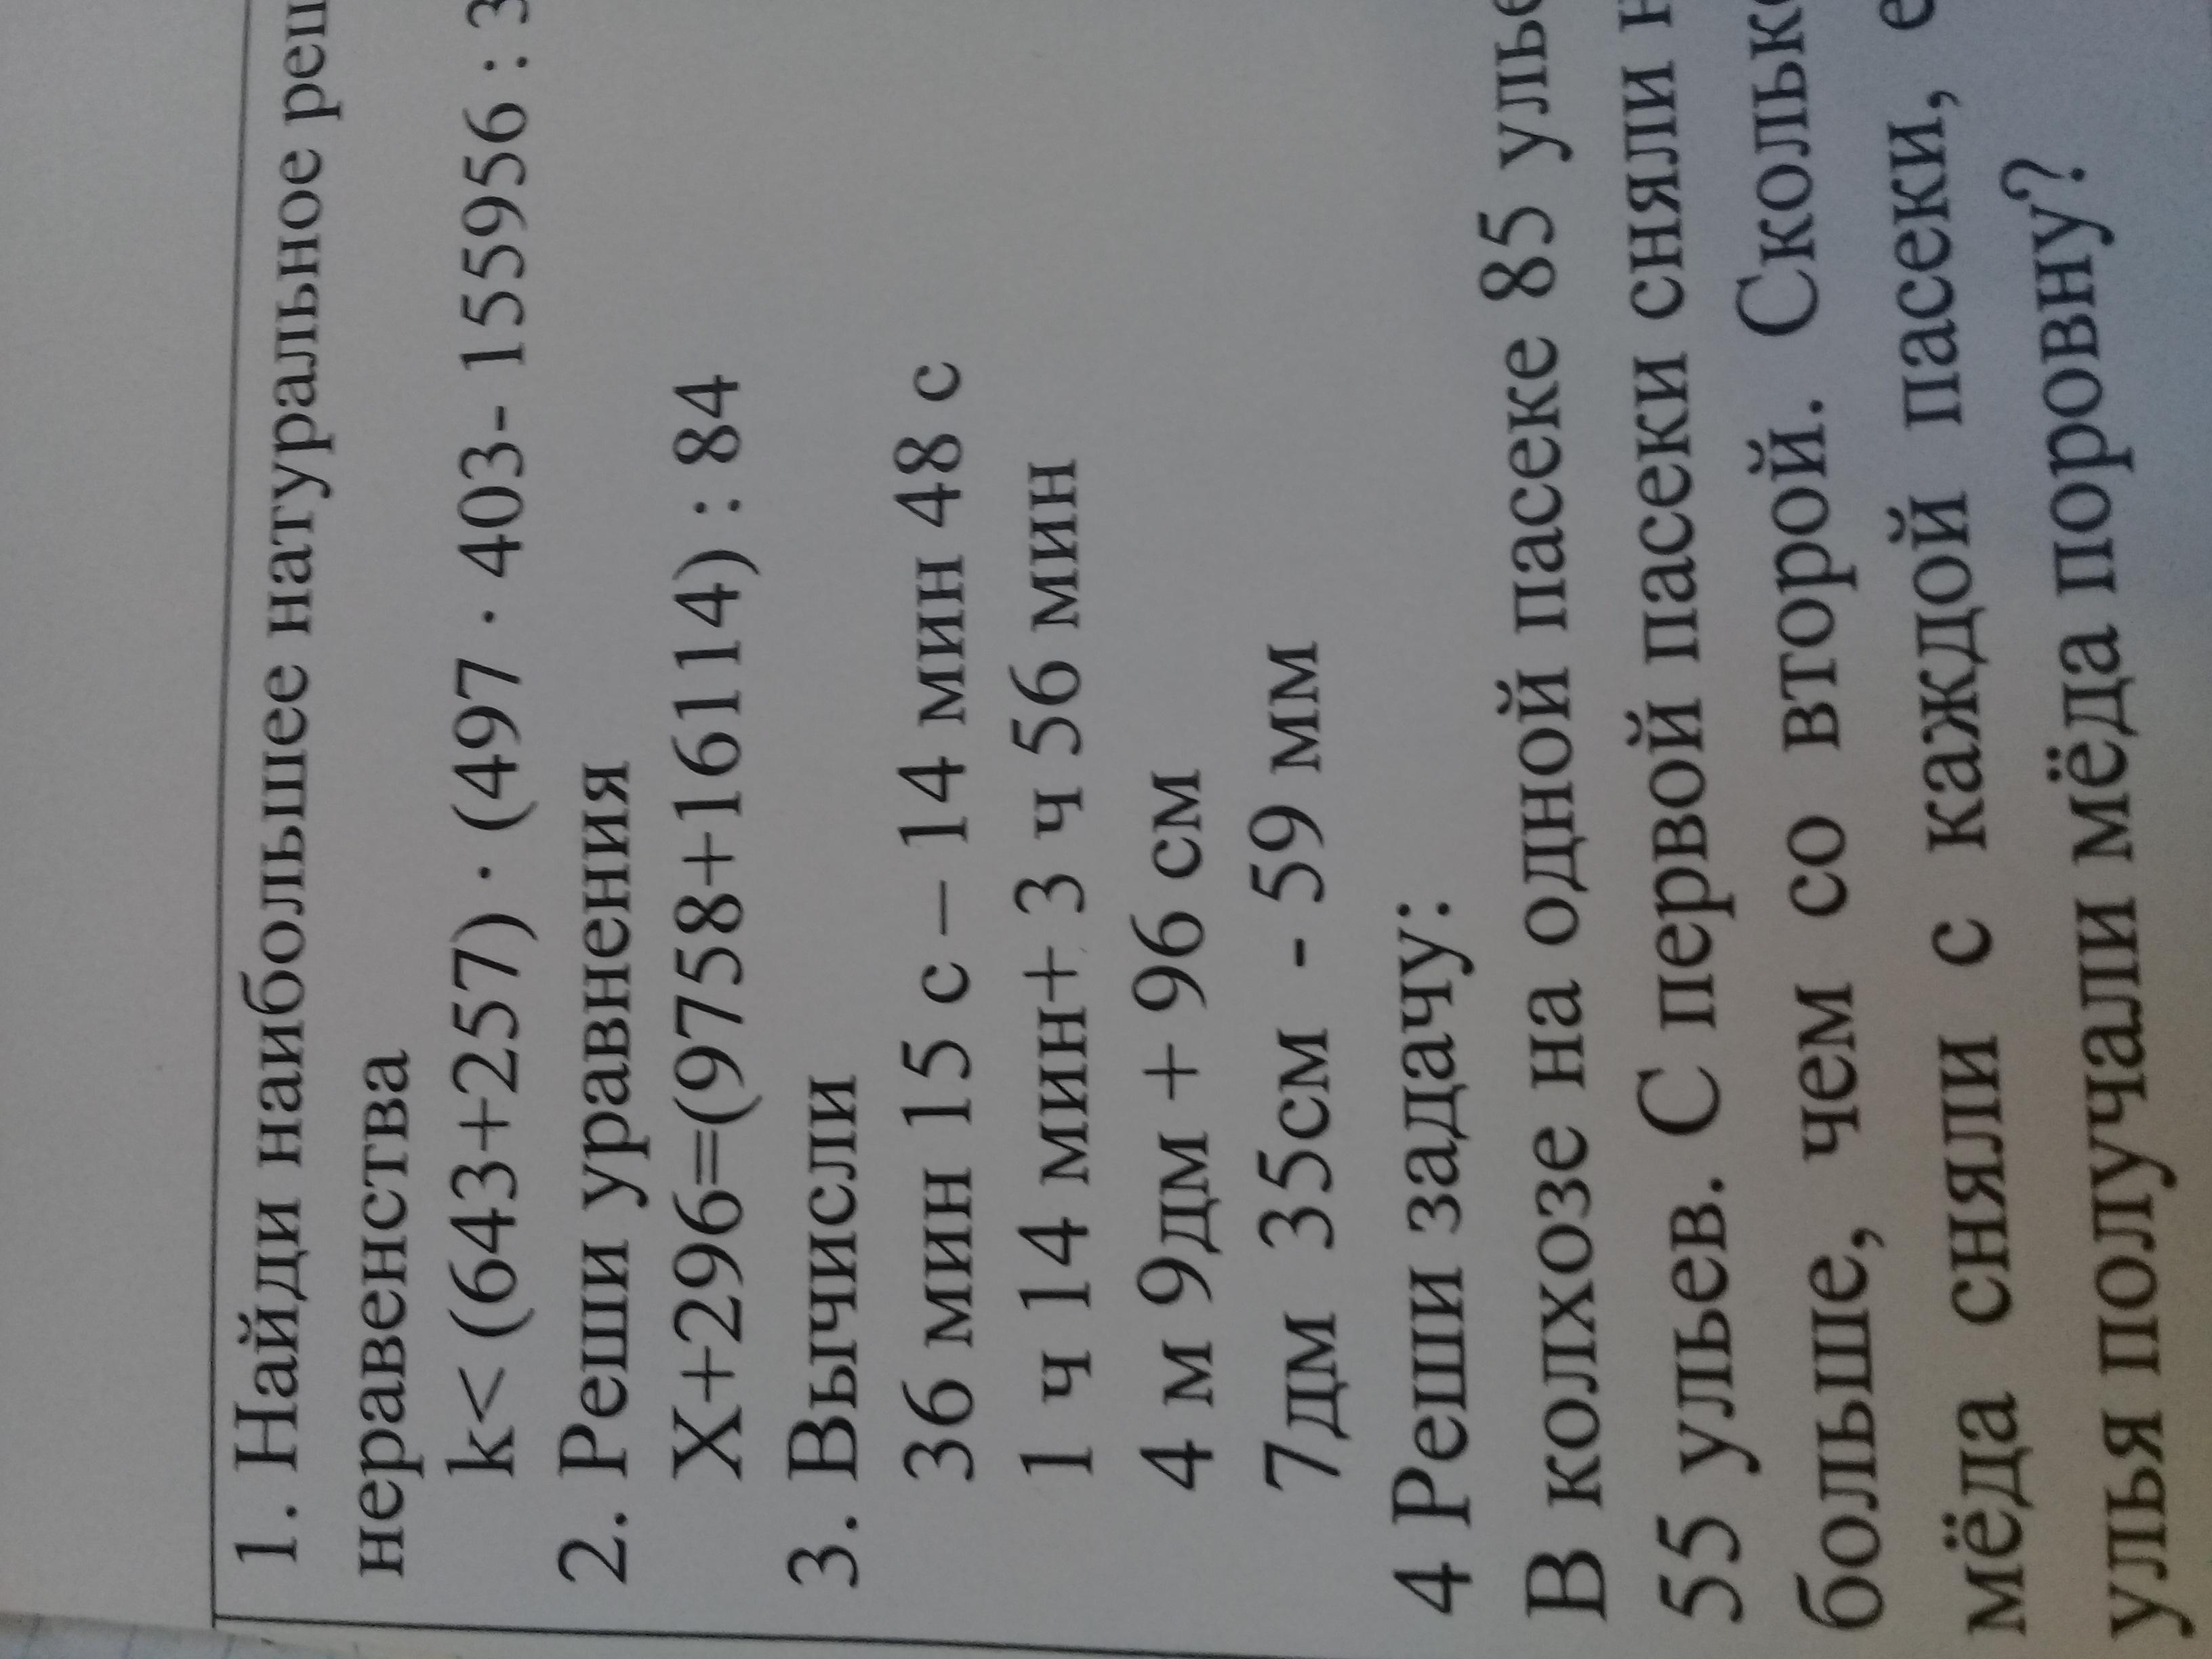 1. Найди наибольшее натуральное реш
неравенства
k< (643+257) · (497 · 403- 155956 : 3
2. Реши уравнения
X+296=(9758+16114) : 84
3. Вычисли
36 мин 15 с – 14 мин 48 с
1 ч 14 мин+ 3 ч 56 мин
4 м 9дм + 96 см
7дм 35см - 59 мм
4 Реши задачу:
В колхозе на одной пасеке 85 улье
55 ульев. С первой пасеки сняли н
больше, чем со второй. Сколько
мёда сняли с каждой пасеки, е
улья получали мёда поровну?